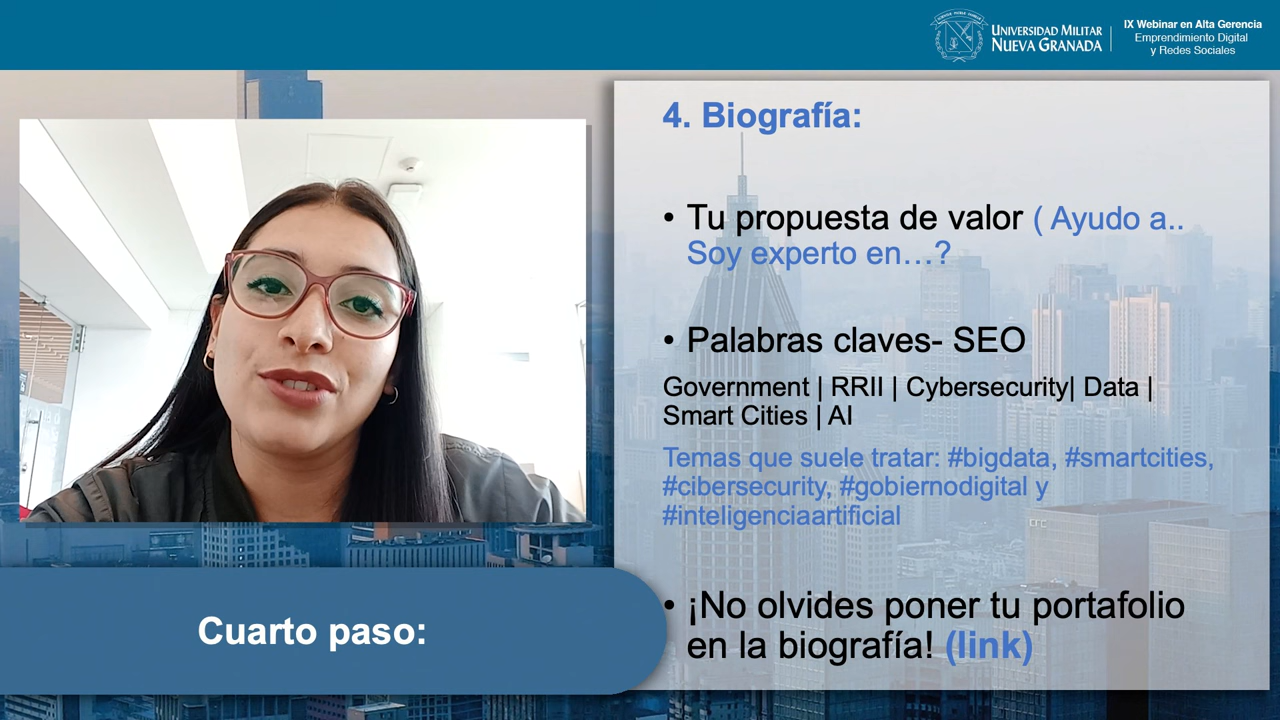 UNIVERSIDAD MILITAR
NUEVA GRANADA
IX Webinar en Alta Gerencia
Emprendimiento Digital
y Redes Sociales
4. Biografía:
• Tu propuesta de valor ( Ayudo a..
Soy experto en…?
• Palabras claves- SEO
Government | RRII | Cybersecurity| Data |
Smart Cities | AI
Temas que suele tratar: #bigdata, #smartcities,
#cibersecurity, #gobiernodigital y
#inteligenciaartificial
• ¡No olvides poner tu portafolio
en la biografía! (link)
Cuarto paso: